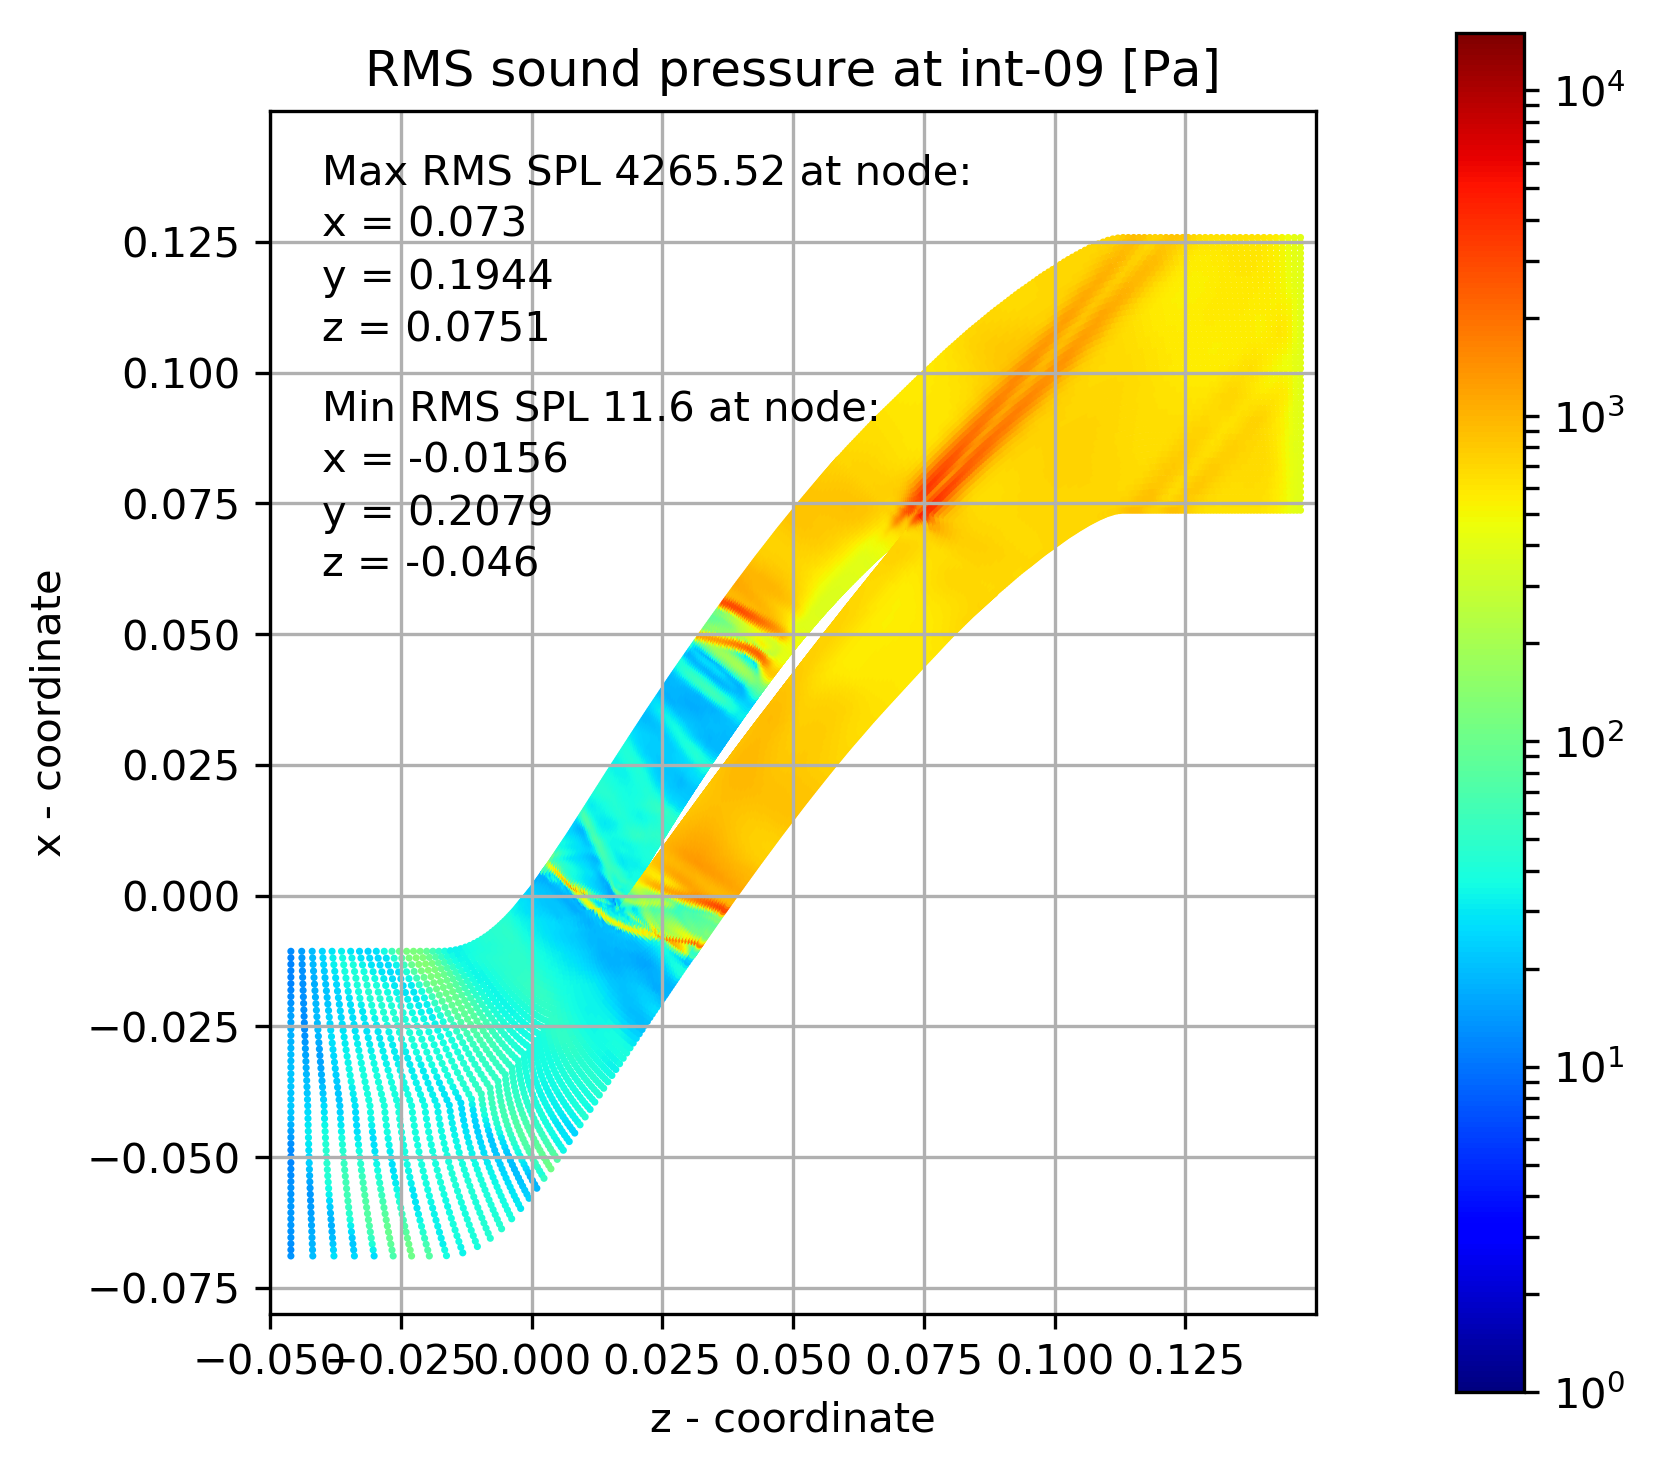 RMS sound pressure at int-09 [Pa]
Max RMS SPL 4265.52 at node:
x = 0.073
y = 0.1944
z = 0.0751
Min RMS SPL 11.6 at node:
x = -0.0156
y = 0.2079
z = -0.046
x - coordinate
0.125
0.100
0.075
0.050
0.025
0.000
−0.025
−0.050
−0.075
−0.050 −0.025 0.000 0.025 0.050 0.075 0.100 0.125
z - coordinate
10⁴
10³
10²
10¹
10⁰